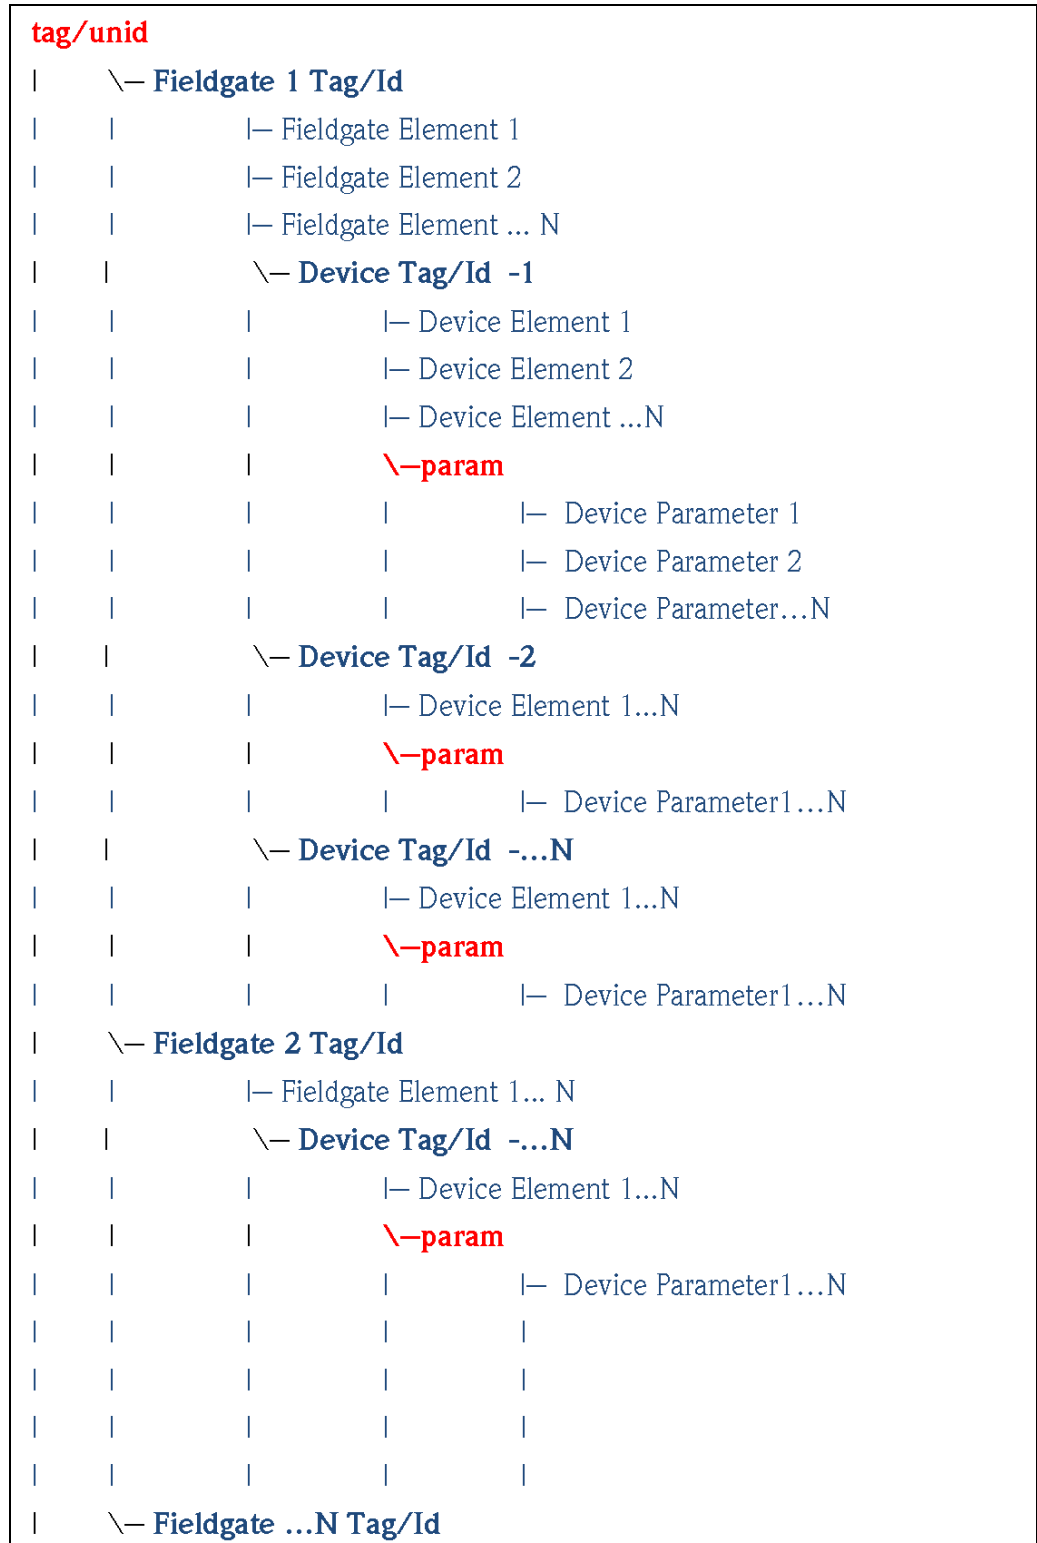 tag/unid
| \— Fieldgate 1 Tag/Id
| | |— Fieldgate Element 1
| | |— Fieldgate Element 2
| | |— Fieldgate Element ... N
| | \— Device Tag/Id -1
| | | |— Device Element 1
| | | |— Device Element 2
| | | |— Device Element ...N
| | | \—param
| | | | |— Device Parameter 1
| | | | |— Device Parameter 2
| | | | |— Device Parameter...N
| | \— Device Tag/Id -2
| | | |— Device Element 1...N
| | | \—param
| | | | |— Device Parameter1...N
| | \— Device Tag/Id -...N
| | | |— Device Element 1...N
| | | \—param
| | | | |— Device Parameter1...N
| \— Fieldgate 2 Tag/Id
| | |— Fieldgate Element 1... N
| | \— Device Tag/Id -...N
| | | |— Device Element 1...N
| | | \—param
| | | | |— Device Parameter1...N
| | | | |
| | | | |
| | | | |
| | | | |
| \— Fieldgate ...N Tag/Id